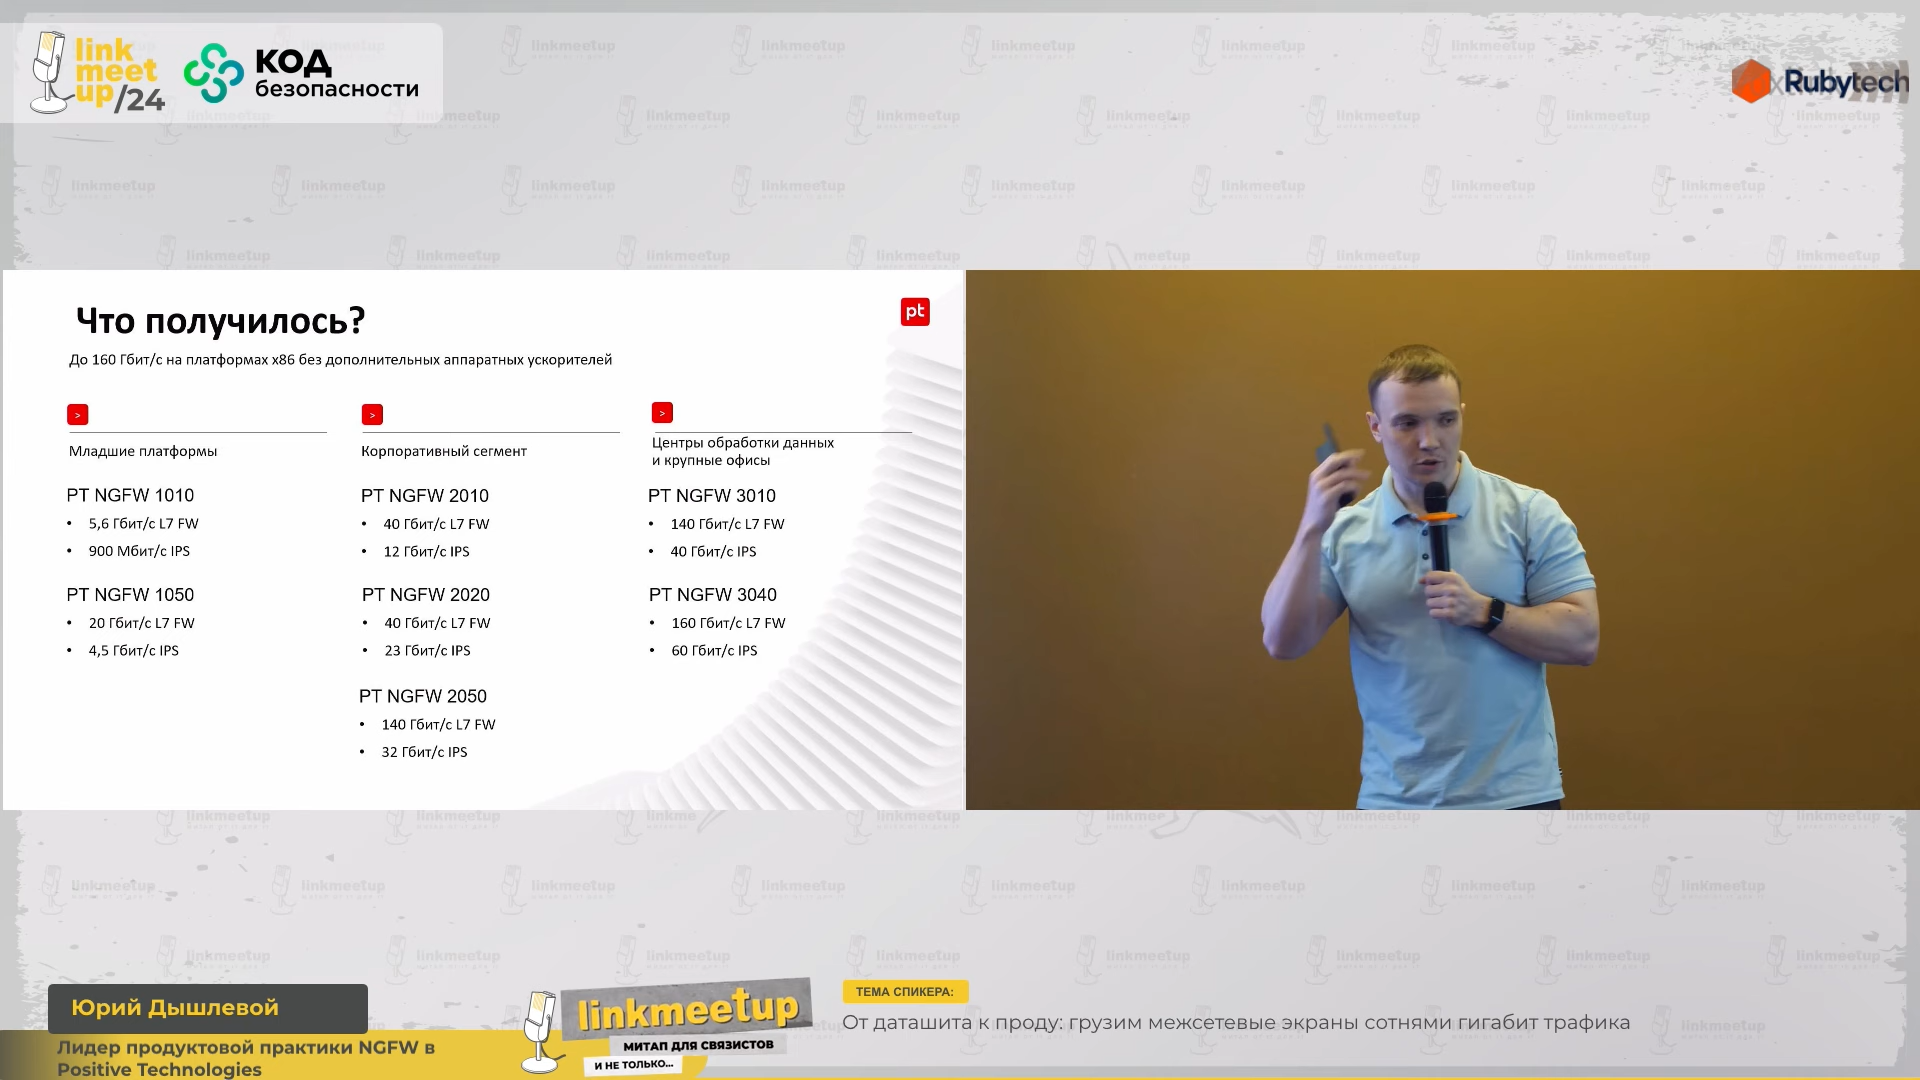 link
meet
up/24
КОД
безопасности
Rubytech
Что получилось?
pt
До 160 Гбит/с на платформах x86 без дополнительных аппаратных ускорителей
>
Младшие платформы
PT NGFW 1010
• 5,6 Гбит/с L7 FW
• 900 Мбит/с IPS
PT NGFW 1050
• 20 Гбит/с L7 FW
• 4,5 Гбит/с IPS
>
Корпоративный сегмент
PT NGFW 2010
• 40 Гбит/с L7 FW
• 12 Гбит/с IPS
PT NGFW 2020
• 40 Гбит/с L7 FW
• 23 Гбит/с IPS
PT NGFW 2050
• 140 Гбит/с L7 FW
• 32 Гбит/с IPS
>
Центры обработки данных
и крупные офисы
PT NGFW 3010
• 140 Гбит/с L7 FW
• 40 Гбит/с IPS
PT NGFW 3040
• 160 Гбит/с L7 FW
• 60 Гбит/с IPS
Юрий Дышлевой
Лидер продуктовой практики NGFW в
Positive Technologies
linkmeetup
МИТАП ДЛЯ СВЯЗИСТОВ
И НЕ ТОЛЬКО...
ТЕМА СПИКЕРА:
От даташита к проду: грузим межсетевые экраны сотнями гигабит трафика